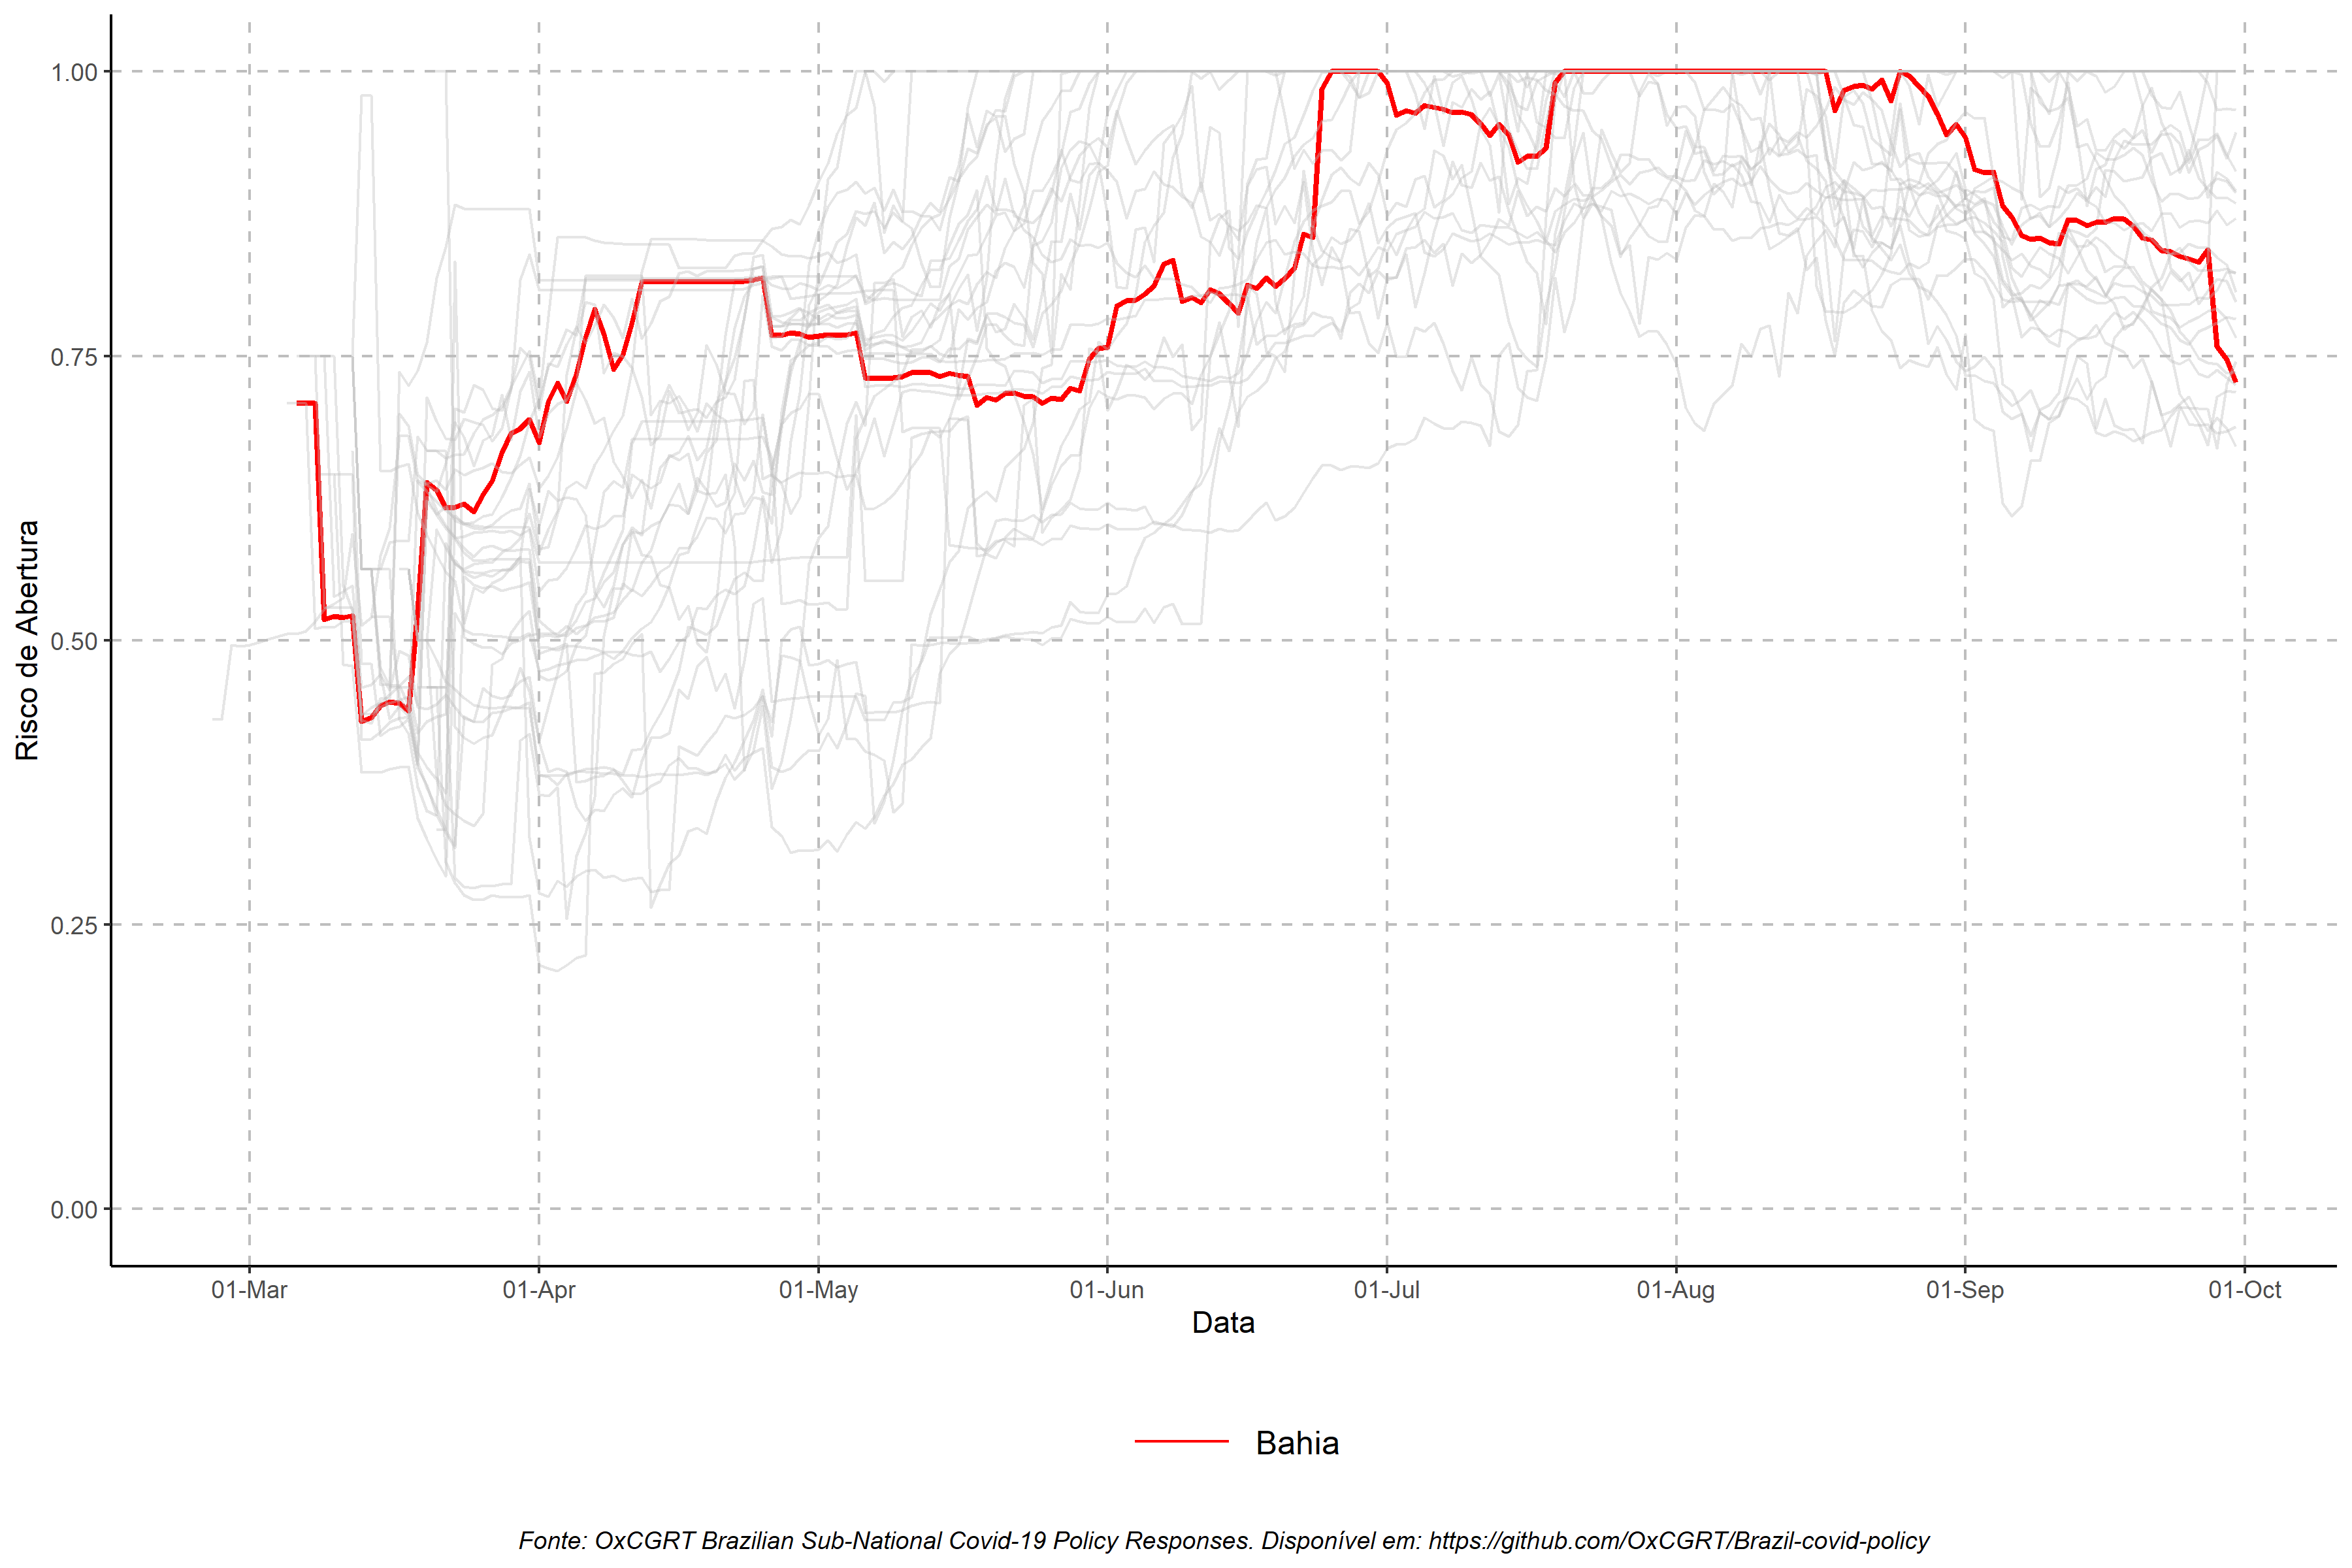 Risco de Abertura
1.00
0.75
0.50
0.25
0.00
01-Mar 01-Apr 01-May 01-Jun 01-Jul 01-Aug 01-Sep 01-Oct
Data
Bahia
Fonte: OxCGRT Brazilian Sub-National Covid-19 Policy Responses. Disponível em: https://github.com/OxCGRT/Brazil-covid-policy